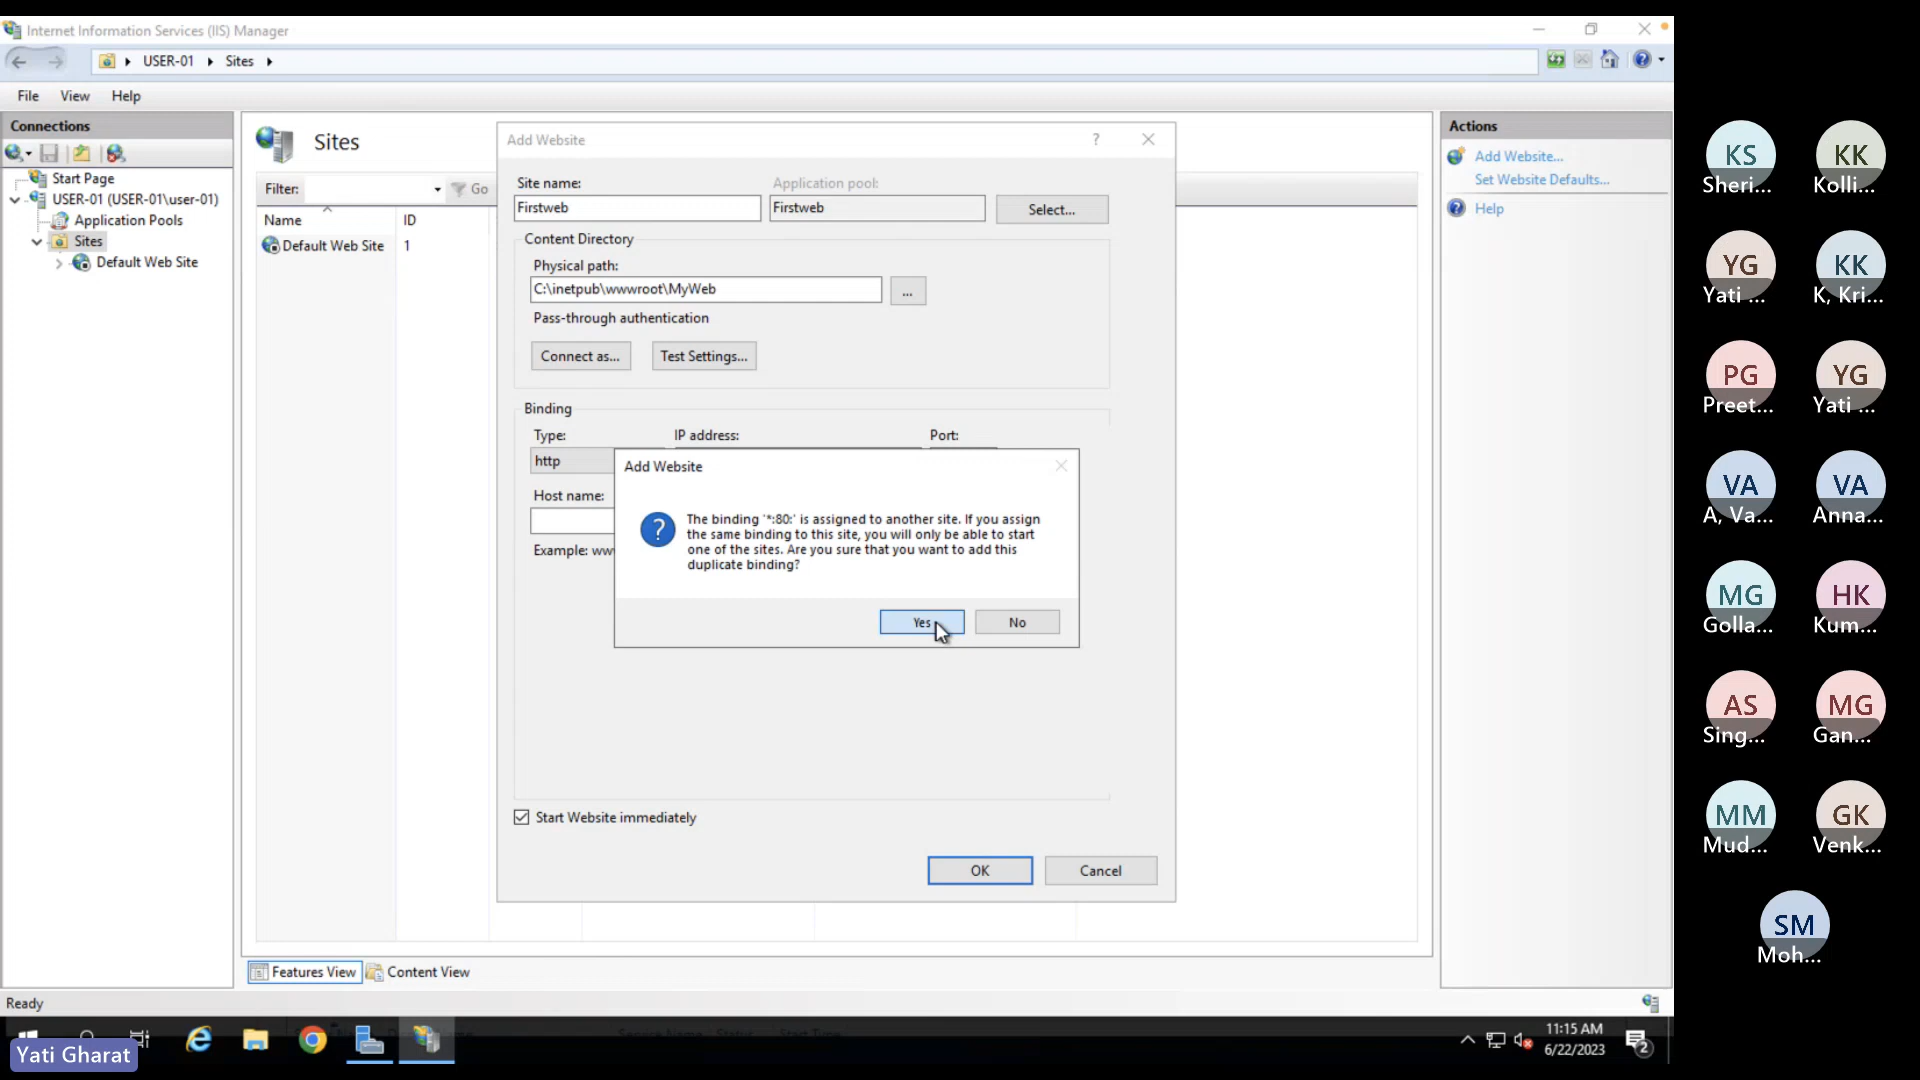 Internet Information Services (IIS) Manager
USER-01 Sites
File View Help
Connections
Start Page
USER-01 (USER-01\user-01)
Application Pools
Sites
Default Web Site
Sites
Filter: Go
Name ID
Default Web Site 1
Add Website ?
Site name: Application pool:
Firstweb Firstweb Select...
Content Directory
Physical path:
C:\inetpub\wwwroot\MyWeb ...
Pass-through authentication
Connect as... Test Settings...
Binding
Type: IP address: Port:
http
Host name:
Example:
Add Website
The binding '*:80:' is assigned to another site. If you assign
the same binding to this site, you will only be able to start
one of the sites. Are you sure that you want to add this
duplicate binding?
Yes No
Start Website immediately
OK Cancel
Features View Content View
Ready
Actions
Add Website...
Set Website Defaults...
Help
11:15 AM
6/22/2023
2
Yati Gharat
KS KK
Sheri... Kolli...
YG KK
Yati ... K, Kri...
PG YG
Preet... Yati ...
VA VA
A, Va... Anna...
MG HK
Golla... Kum...
AS MG
Sing... Gan...
MM GK
Mud... Venk...
SM
Moh...